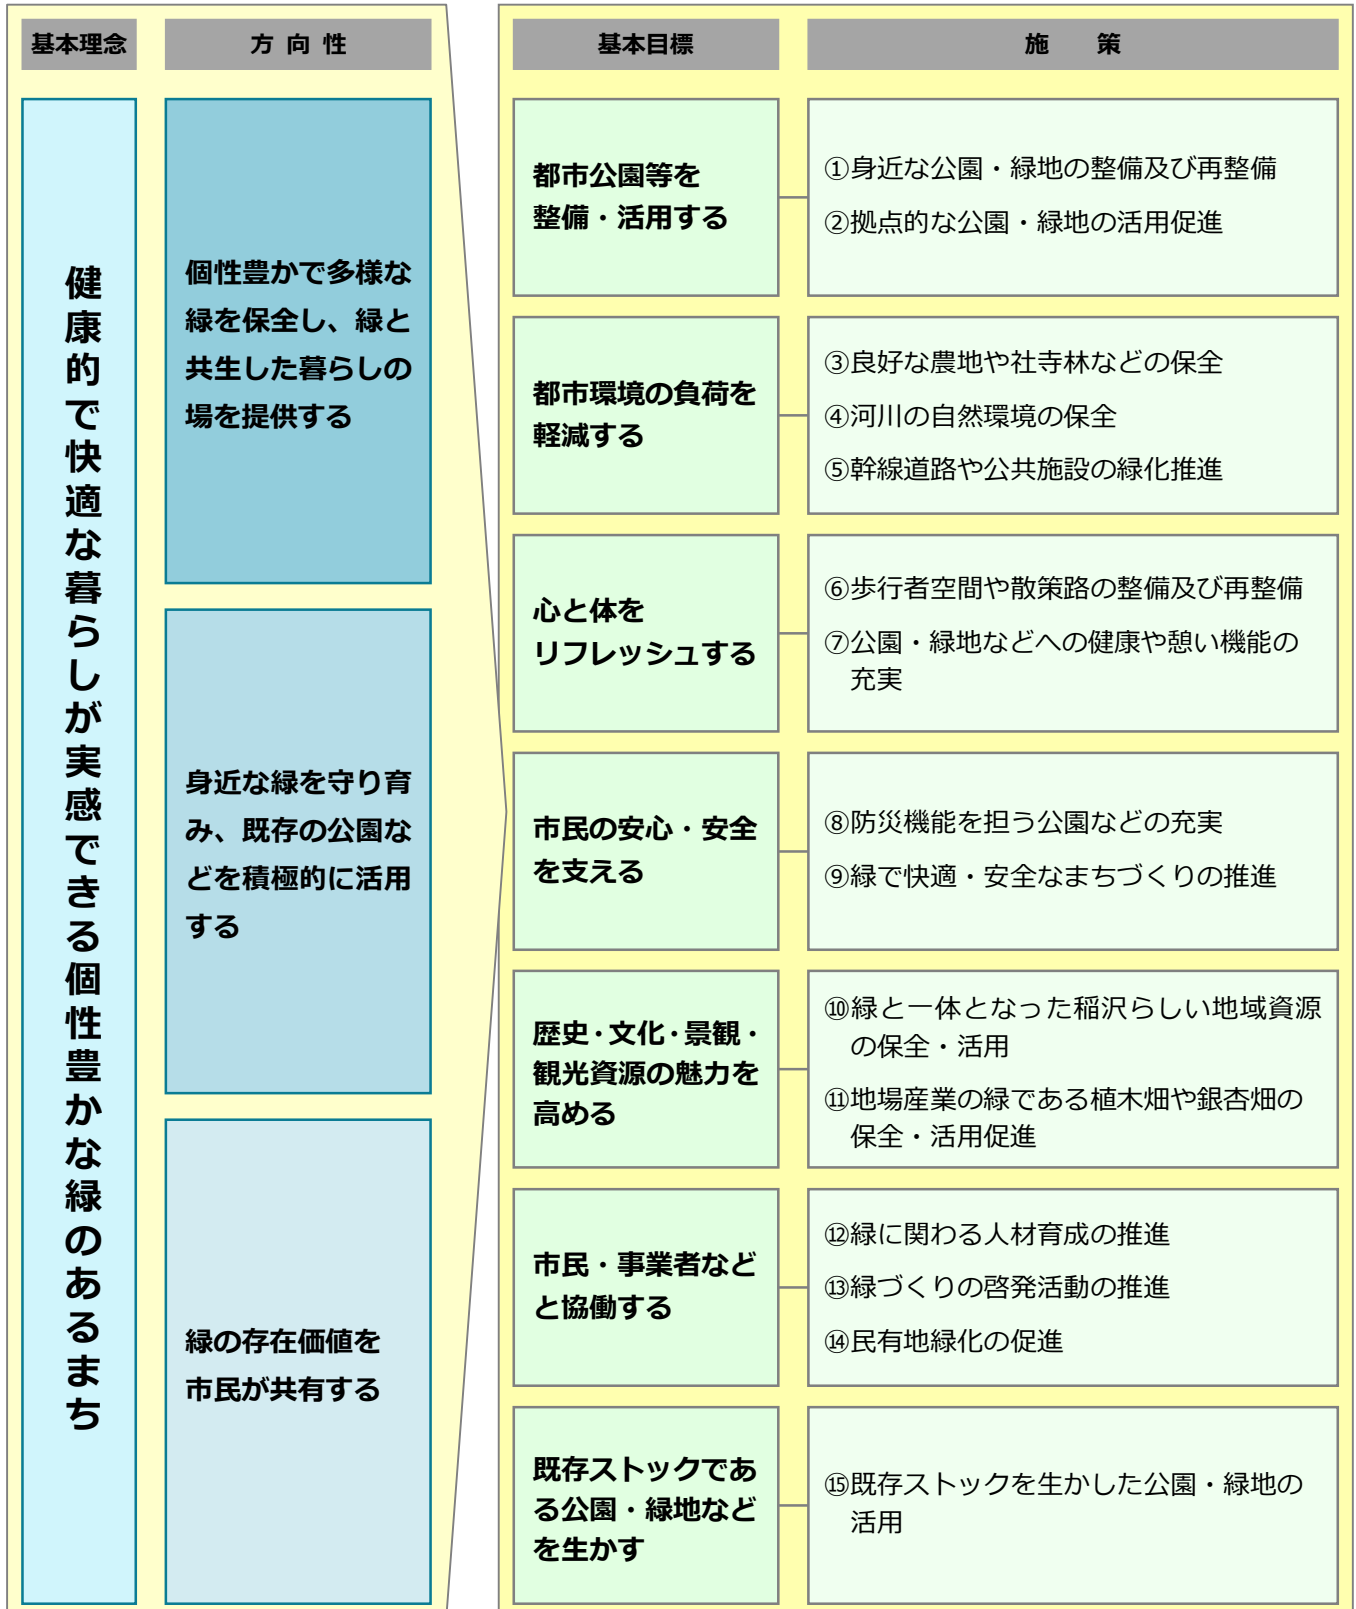 基本理念
方 向 性
基本目標
施　　策
健康的で快適な暮らしが実感できる個性豊かな緑のあるまち
個性豊かで多様な
緑を保全し、緑と
共生した暮らしの
場を提供する
身近な緑を守り育
み、既存の公園な
どを積極的に活用
する
緑の存在価値を
市民が共有する
都市公園等を
整備・活用する
①身近な公園・緑地の整備及び再整備
②拠点的な公園・緑地の活用促進
都市環境の負荷を
軽減する
③良好な農地や社寺林などの保全
④河川の自然環境の保全
⑤幹線道路や公共施設の緑化推進
心と体を
リフレッシュする
⑥歩行者空間や散策路の整備及び再整備
⑦公園・緑地などへの健康や憩い機能の
充実
市民の安心・安全
を支える
⑧防災機能を担う公園などの充実
⑨緑で快適・安全なまちづくりの推進
歴史・文化・景観・
観光資源の魅力を
高める
⑩緑と一体となった稲沢らしい地域資源
の保全・活用
⑪地場産業の緑である植木畑や銀杏畑の
保全・活用促進
市民・事業者など
と協働する
⑫緑に関わる人材育成の推進
⑬緑づくりの啓発活動の推進
⑭民有地緑化の促進
既存ストックであ
る公園・緑地など
を生かす
⑮既存ストックを生かした公園・緑地の
活用